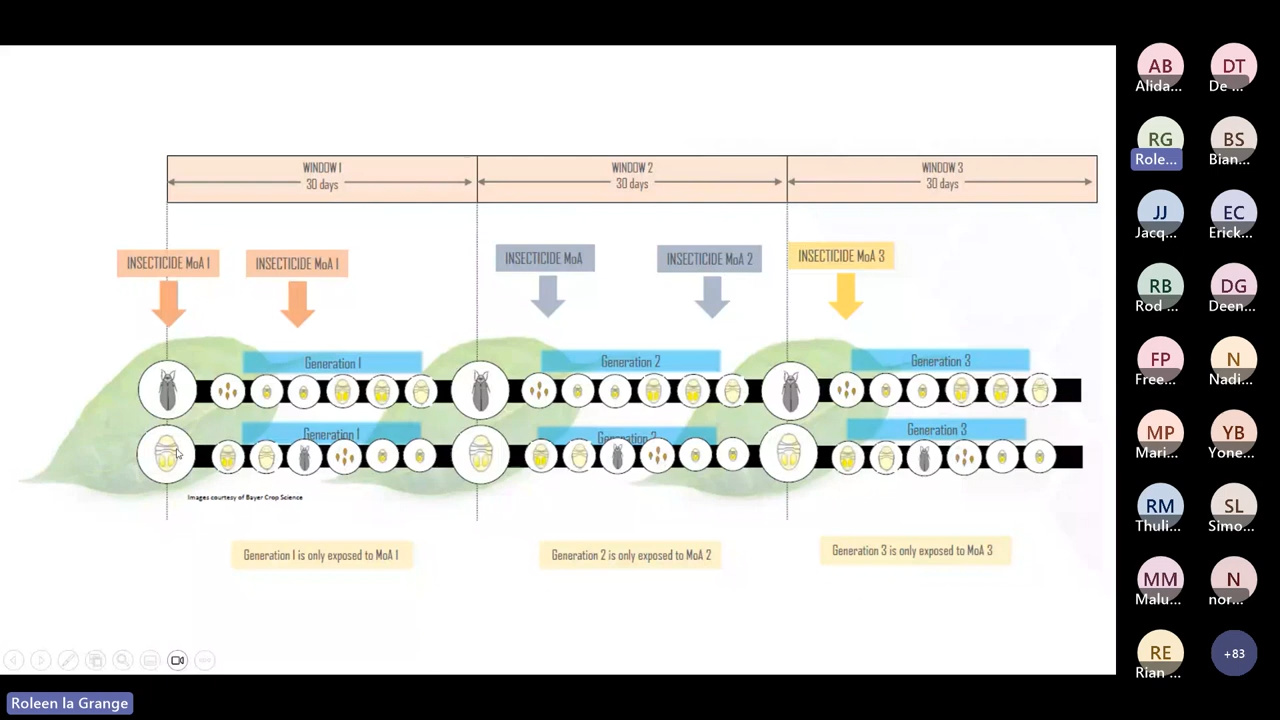 WINDOW 1
30 days
WINDOW 2
30 days
WINDOW 3
30 days
INSECTICIDE MoA 1
INSECTICIDE MoA 1
INSECTICIDE MoA
INSECTICIDE MoA 2
INSECTICIDE MoA 3
Generation 1
Generation 2
Generation 3
Generation 1
Generation 2
Generation 3
Images courtesy of Bayer Crop Science
Generation 1 is only exposed to MoA 1
Generation 2 is only exposed to MoA 2
Generation 3 is only exposed to MoA 3
Roleen la Grange
AB
DT
Alida...
De ...
RG
BS
Role...
Bian...
JJ
EC
Jacq...
Erick...
RB
DG
Rod ...
Deen...
FP
N
Free...
Nadi...
MP
YB
Mari...
Yone...
RM
SL
Thuli...
Simo...
MM
N
Malu...
nor...
RE
+83
Rian ...